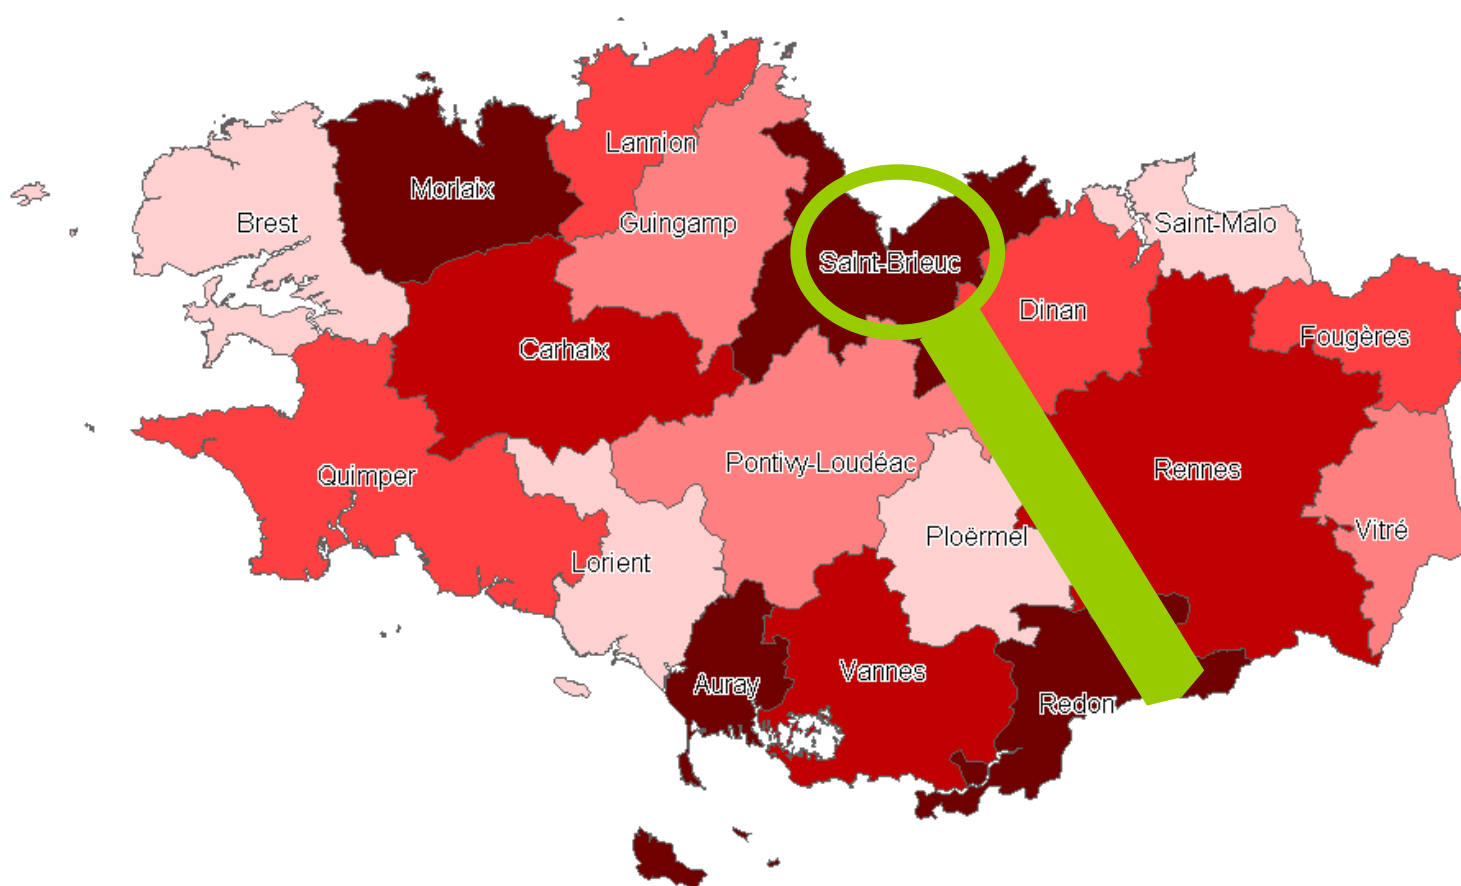 Lannion
Morlaix
Brest
Guingamp
Saint-Malo
Saint-Brieuc
Dinan
Fougères
Carhaix
Quimper
Pontivy-Loudéac
Rennes
Vitré
Ploërmel
Lorient
Vannes
Auray
Redon